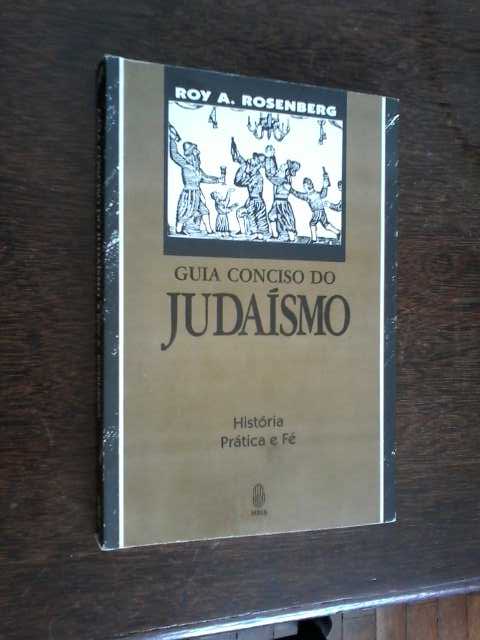 ROY A. ROSENBERG
GUIA CONCISO DO
JUDAÍSMO
História
Prática e Fé